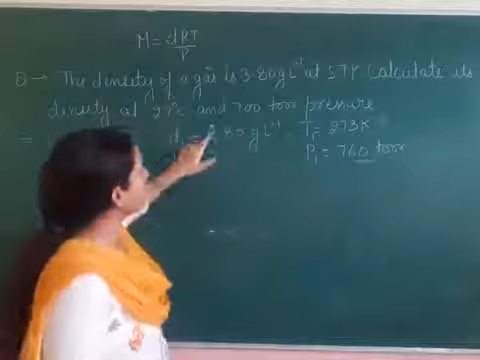 M = dRT/P
Q → The density of a gas is 3.80 g L⁻¹ at STP Calculate its
density at 27°C and 700 torr pressure
= d₁ = 3.80 g L⁻¹, T₁ = 273K
P₁ = 760 torr